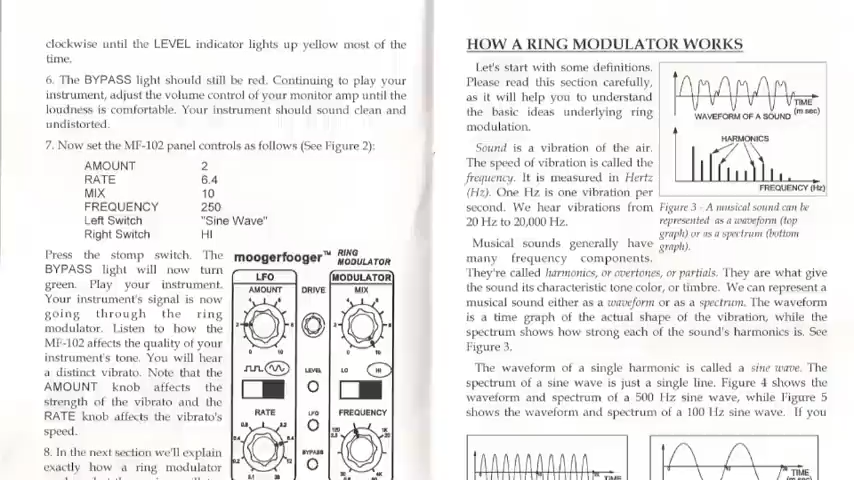 clockwise until the LEVEL indicator lights up yellow most of the
time.
6. The BYPASS light should still be red. Continuing to play your
instrument, adjust the volume control of your monitor amp until the
loudness is comfortable. Your instrument should sound clean and
undistorted.
7. Now set the MF-102 panel controls as follows (See Figure 2):
AMOUNT 2
RATE 6.4
MIX 10
FREQUENCY 250
Left Switch "Sine Wave"
Right Switch HI
Press the stomp switch. The
BYPASS light will now turn
green. Play your instrument.
Your instrument's signal is now
going through the ring
modulator. Listen to how the
MF-102 affects the quality of your
instrument's tone. You will hear
a distinct vibrato. Note that the
AMOUNT knob affects the
strength of the vibrato and the
RATE knob affects the vibrato's
speed.
8. In the next section we'll explain
exactly how a ring modulator
moogerfooger™ RING
MODULATOR
LFO
MODULATOR
AMOUNT
DRIVE
MIX
0 10
0 10
LEVEL
LO
HI
RATE
LFO
FREQUENCY
BYPASS
HOW A RING MODULATOR WORKS
Let's start with some definitions.
Please read this section carefully,
as it will help you to understand
the basic ideas underlying ring
modulation.
Sound is a vibration of the air.
The speed of vibration is called the
frequency. It is measured in Hertz
(Hz). One Hz is one vibration per
second. We hear vibrations from
20 Hz to 20,000 Hz.
Musical sounds generally have
many frequency components.
TIME
(m sec)
WAVEFORM OF A SOUND
HARMONICS
FREQUENCY (Hz)
Figure 3 - A musical sound can be
represented as a waveform (top
graph) or as a spectrum (bottom
graph).
They're called harmonics, or overtones, or partials. They are what give
the sound its characteristic tone color, or timbre. We can represent a
musical sound either as a waveform or as a spectrum. The waveform
is a time graph of the actual shape of the vibration, while the
spectrum shows how strong each of the sound's harmonics is. See
Figure 3.
The waveform of a single harmonic is called a sine wave. The
spectrum of a sine wave is just a single line. Figure 4 shows the
waveform and spectrum of a 500 Hz sine wave, while Figure 5
shows the waveform and spectrum of a 100 Hz sine wave. If you
TIME
TIME